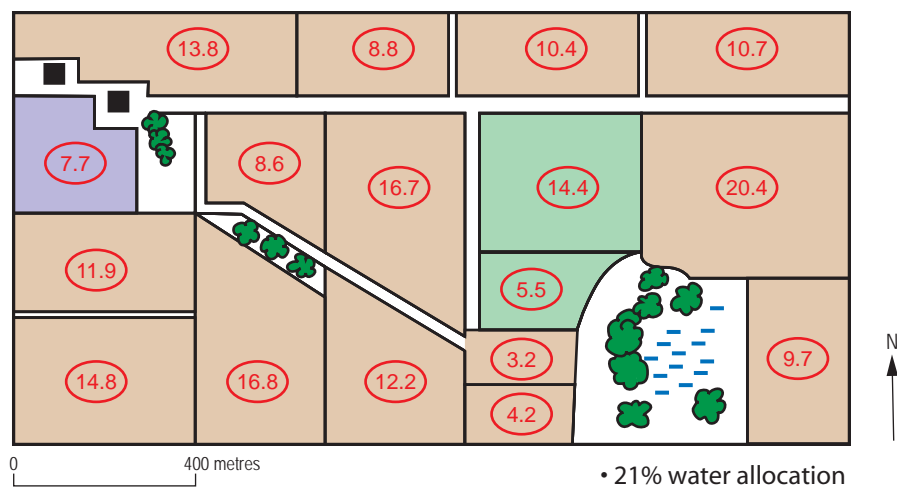 13.8 8.8 10.4 10.7
7.7 8.6 16.7 14.4 20.4
11.9 5.5
14.8 16.8 12.2 3.2 9.7
4.2
N
0 400 metres
• 21% water allocation